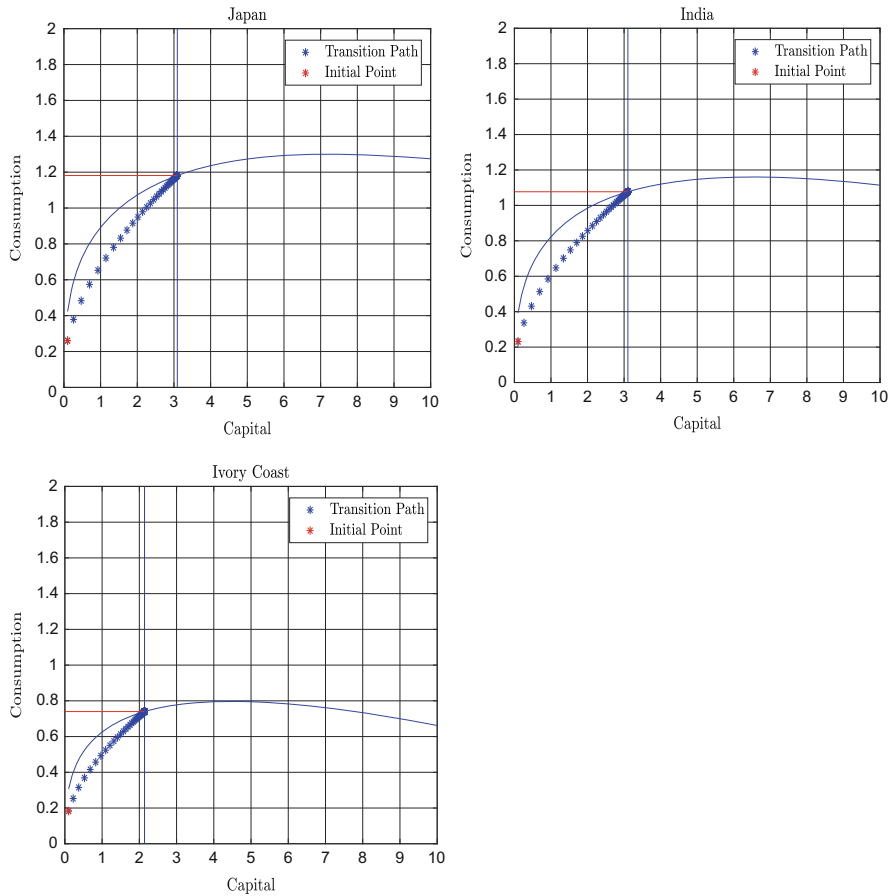 Japan
2
1.8
1.6
1.4
1.2
1
0.8
0.6
0.4
0.2
0
Consumption
Transition Path
Initial Point
0 1 2 3 4 5 6 7 8 9 10
Capital
India
2
1.8
1.6
1.4
1.2
1
0.8
0.6
0.4
0.2
0
Consumption
Transition Path
Initial Point
0 1 2 3 4 5 6 7 8 9 10
Capital
Ivory Coast
2
1.8
1.6
1.4
1.2
1
0.8
0.6
0.4
0.2
0
Consumption
Transition Path
Initial Point
0 1 2 3 4 5 6 7 8 9 10
Capital